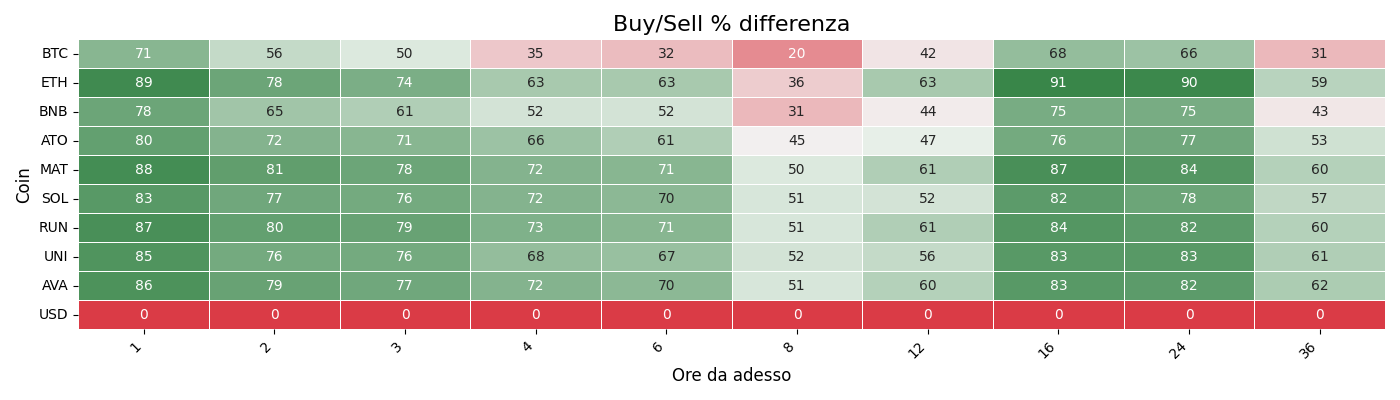 Buy/Sell % differenza
Coin
BTC 71 56 50 35 32 20 42 68 66 31
ETH 89 78 74 63 63 36 63 91 90 59
BNB 78 65 61 52 52 31 44 75 75 43
ATO 80 72 71 66 61 45 47 76 77 53
MAT 88 81 78 72 71 50 61 87 84 60
SOL 83 77 76 72 70 51 52 82 78 57
RUN 87 80 79 73 71 51 61 84 82 60
UNI 85 76 76 68 67 52 56 83 83 61
AVA 86 79 77 72 70 51 60 83 82 62
USD 0 0 0 0 0 0 0 0 0 0
1 2 3 4 6 8 12 16 24 36
Ore da adesso